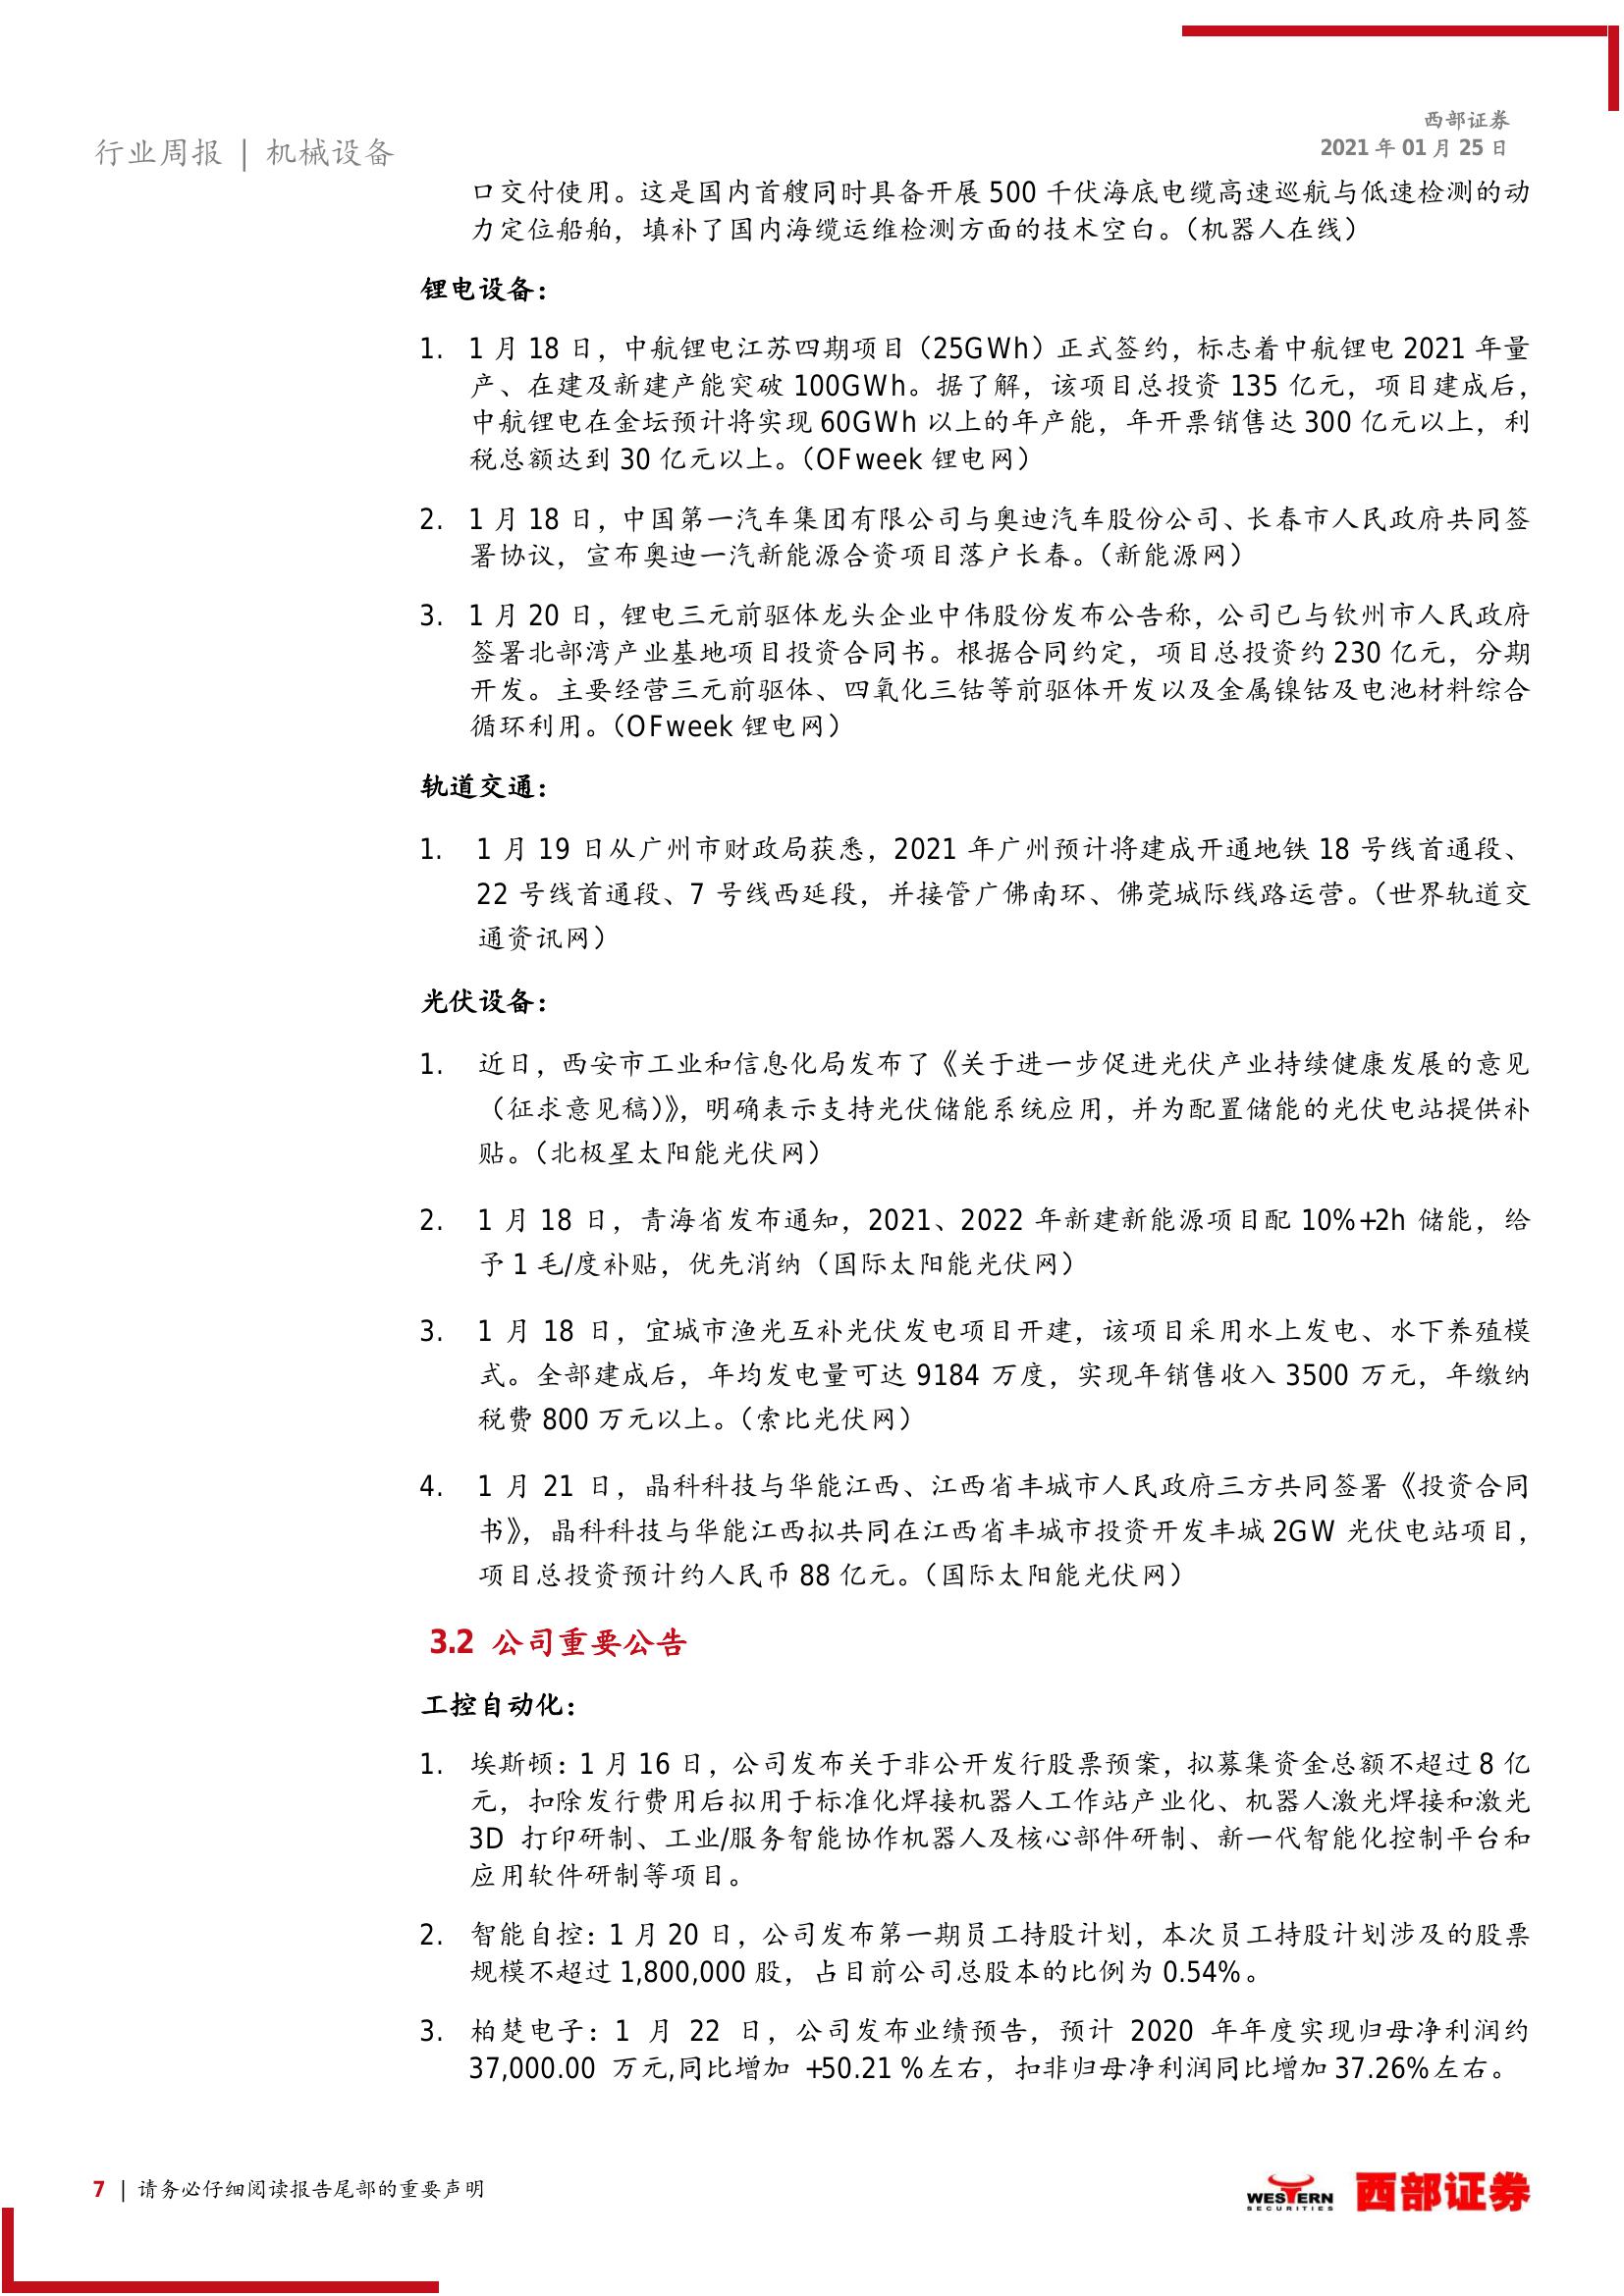 西部证券
行业周报 | 机械设备
2021 年 01 月 25 日
口交付使用。这是国内首艘同时具备开展 500 千伏海底电缆高速巡航与低速检测的动
力定位船舶，填补了国内海缆运维检测方面的技术空白。（机器人在线）
锂电设备：
1. 1 月 18 日，中航锂电江苏四期项目（25GWh）正式签约，标志着中航锂电 2021 年量
产、在建及新建产能突破 100GWh。据了解，该项目总投资 135 亿元，项目建成后，
中航锂电在金坛预计将实现 60GWh 以上的年产能，年开票销售达 300 亿元以上，利
税总额达到 30 亿元以上。（OFweek 锂电网）
2. 1 月 18 日，中国第一汽车集团有限公司与奥迪汽车股份公司、长春市人民政府共同签
署协议，宣布奥迪一汽新能源合资项目落户长春。（新能源网）
3. 1 月 20 日，锂电三元前驱体龙头企业中伟股份发布公告称，公司已与钦州市人民政府
签署北部湾产业基地项目投资合同书。根据合同约定，项目总投资约 230 亿元，分期
开发。主要经营三元前驱体、四氧化三钴等前驱体开发以及金属镍钴及电池材料综合
循环利用。（OFweek 锂电网）
轨道交通：
1. 1 月 19 日从广州市财政局获悉，2021 年广州预计将建成开通地铁 18 号线首通段、
22 号线首通段、7 号线西延段，并接管广佛南环、佛莞城际线路运营。（世界轨道交
通资讯网）
光伏设备：
1. 近日，西安市工业和信息化局发布了《关于进一步促进光伏产业持续健康发展的意见
（征求意见稿）》，明确表示支持光伏储能系统应用，并为配置储能的光伏电站提供补
贴。（北极星太阳能光伏网）
2. 1 月 18 日，青海省发布通知，2021、2022 年新建新能源项目配 10%+2h 储能，给
予 1 毛/度补贴，优先消纳（国际太阳能光伏网）
3. 1 月 18 日，宜城市渔光互补光伏发电项目开建，该项目采用水上发电、水下养殖模
式。全部建成后，年均发电量可达 9184 万度，实现年销售收入 3500 万元，年缴纳
税费 800 万元以上。（索比光伏网）
4. 1 月 21 日，晶科科技与华能江西、江西省丰城市人民政府三方共同签署《投资合同
书》，晶科科技与华能江西拟共同在江西省丰城市投资开发丰城 2GW 光伏电站项目，
项目总投资预计约人民币 88 亿元。（国际太阳能光伏网）
3.2 公司重要公告
工控自动化：
1. 埃斯顿：1 月 16 日，公司发布关于非公开发行股票预案，拟募集资金总额不超过 8 亿
元，扣除发行费用后拟用于标准化焊接机器人工作站产业化、机器人激光焊接和激光
3D 打印研制、工业/服务智能协作机器人及核心部件研制、新一代智能化控制平台和
应用软件研制等项目。
2. 智能自控：1 月 20 日，公司发布第一期员工持股计划，本次员工持股计划涉及的股票
规模不超过 1,800,000 股，占目前公司总股本的比例为 0.54%。
3. 柏楚电子：1 月 22 日，公司发布业绩预告，预计 2020 年年度实现归母净利润约
37,000.00 万元,同比增加 +50.21 %左右，扣非归母净利润同比增加 37.26%左右。
7 | 请务必仔细阅读报告尾部的重要声明
WESTERN
SECURITIES
西部证券